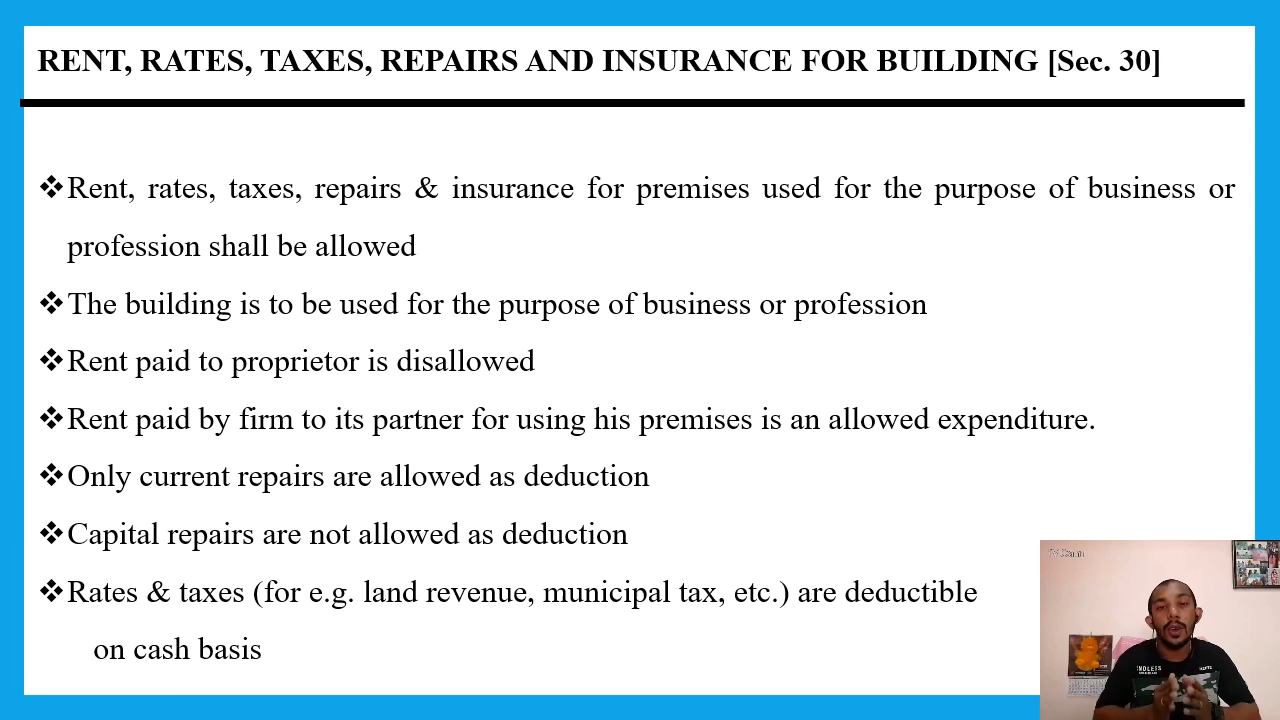 RENT, RATES, TAXES, REPAIRS AND INSURANCE FOR BUILDING [Sec. 30]
❖Rent, rates, taxes, repairs & insurance for premises used for the purpose of business or
profession shall be allowed
❖The building is to be used for the purpose of business or profession
❖Rent paid to proprietor is disallowed
❖Rent paid by firm to its partner for using his premises is an allowed expenditure.
❖Only current repairs are allowed as deduction
❖Capital repairs are not allowed as deduction
❖Rates & taxes (for e.g. land revenue, municipal tax, etc.) are deductible
on cash basis
ENDLESS